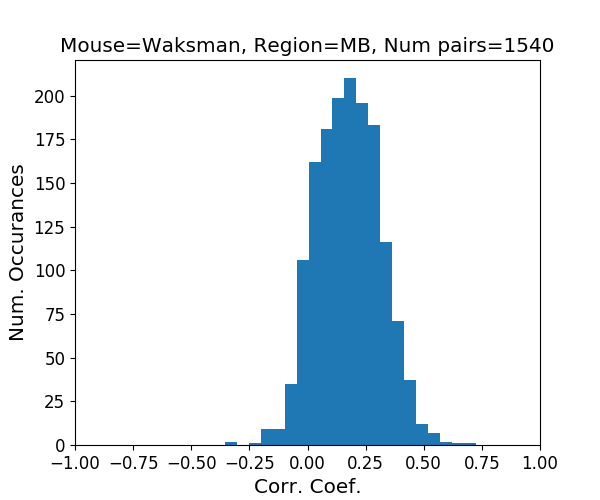 Mouse=Waksman, Region=MB, Num pairs=1540
Num. Occurances
200
175
150
125
100
75
50
25
0
−1.00 −0.75 −0.50 −0.25 0.00 0.25 0.50 0.75 1.00
Corr. Coef.